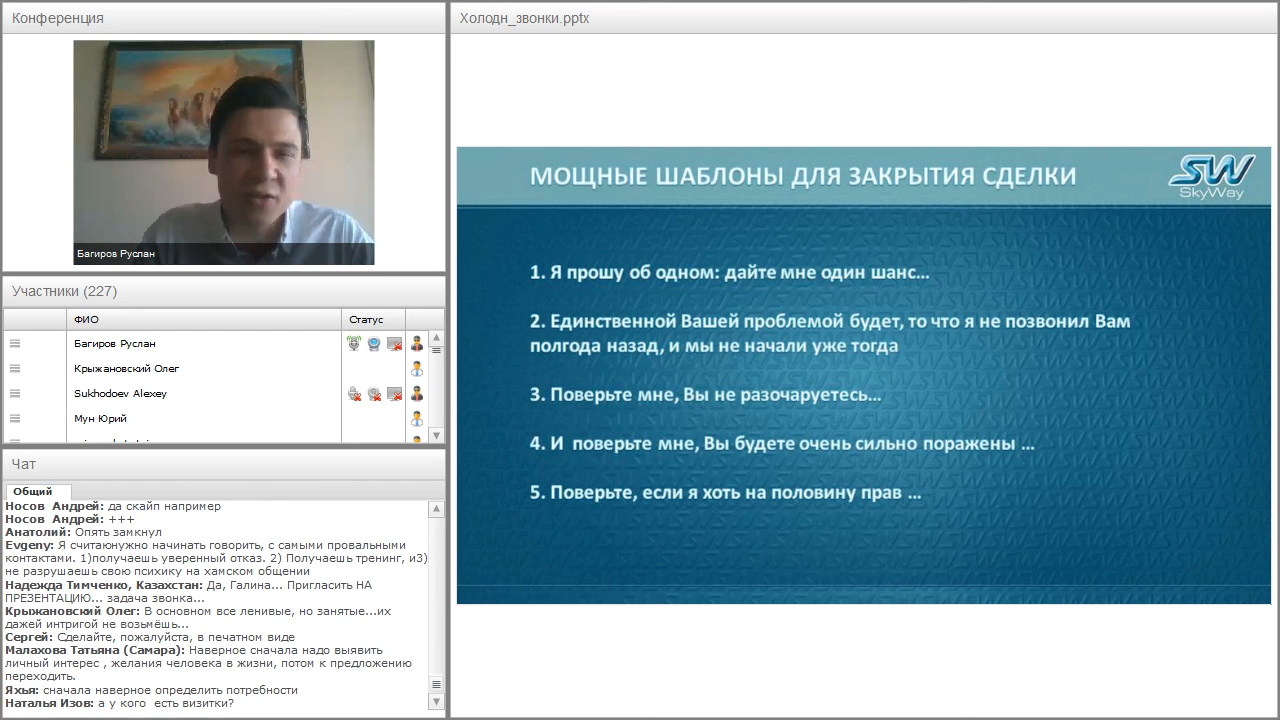 Конференция
Багиров Руслан
Участники (227)
ФИО
Статус
Багиров Руслан
Крыжановский Олег
Sukhodoev Alexey
Мун Юрий
Чат
Общий
Носов Андрей: да скайп например
Носов Андрей: +++
Анатолий: Опять замкнул
Evgeny: Я считаюнужно начинать говорить, с самыми провальными
контактами. 1)получаешь уверенный отказ. 2) Получаешь тренинг, и3)
не разрушаешь свою психику на хамском общении
Надежда Тимченко, Казахстан: Да, Галина... Пригласить НА
ПРЕЗЕНТАЦИЮ... задача звонка...
Крыжановский Олег: В основном все ленивые, но занятые...их
дажей интригой не возьмёшь...
Сергей: Сделайте, пожалуйста, в печатном виде
Малахова Татьяна (Самара): Наверное сначала надо выявить
личный интерес , желания человека в жизни, потом к предложению
переходить.
Яхья: сначала наверное определить потребности
Наталья Изов: а у кого есть визитки?
Холодн_звонки.pptx
МОЩНЫЕ ШАБЛОНЫ ДЛЯ ЗАКРЫТИЯ СДЕЛКИ
SW
SkyWay
1. Я прошу об одном: дайте мне один шанс...
2. Единственной Вашей проблемой будет, то что я не позвонил Вам
полгода назад, и мы не начали уже тогда
3. Поверьте мне, Вы не разочаруетесь...
4. И поверьте мне, Вы будете очень сильно поражены ...
5. Поверьте, если я хоть на половину прав ...